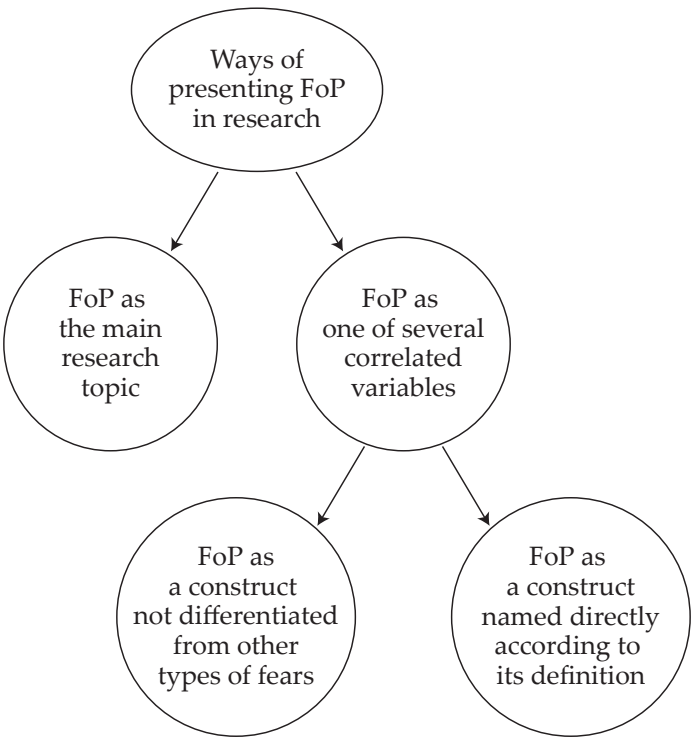 Ways of
presenting FoP
in research
FoP as
the main
research
topic
FoP as
one of several
correlated
variables
FoP as
a construct
not differentiated
from other
types of fears
FoP as
a construct
named directly
according to
its definition